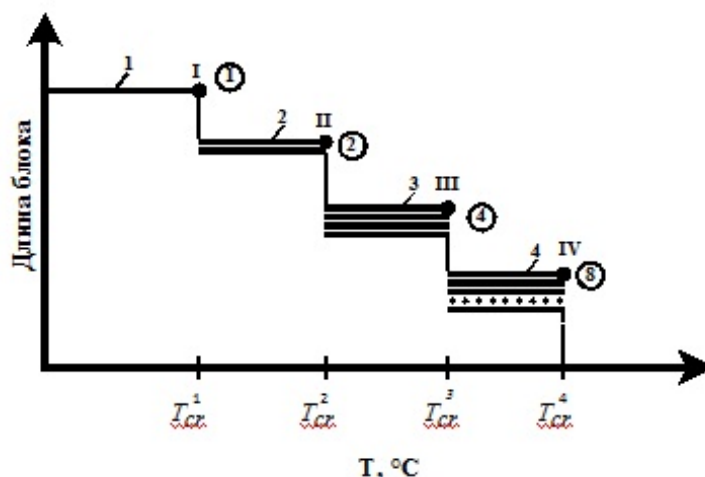 1 I ①
2 II ②
3 III ④
4 IV ⑧
Длина блока
T¹cr T²cr T³cr T⁴cr
T, °C